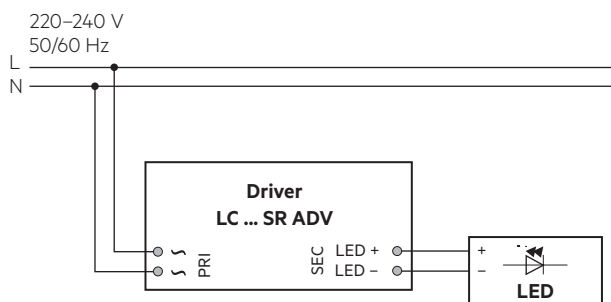 220–240 V
50/60 Hz
L
N
Driver
LC ... SR ADV
~
~
PRI
SEC
LED +
LED –
+
–
LED